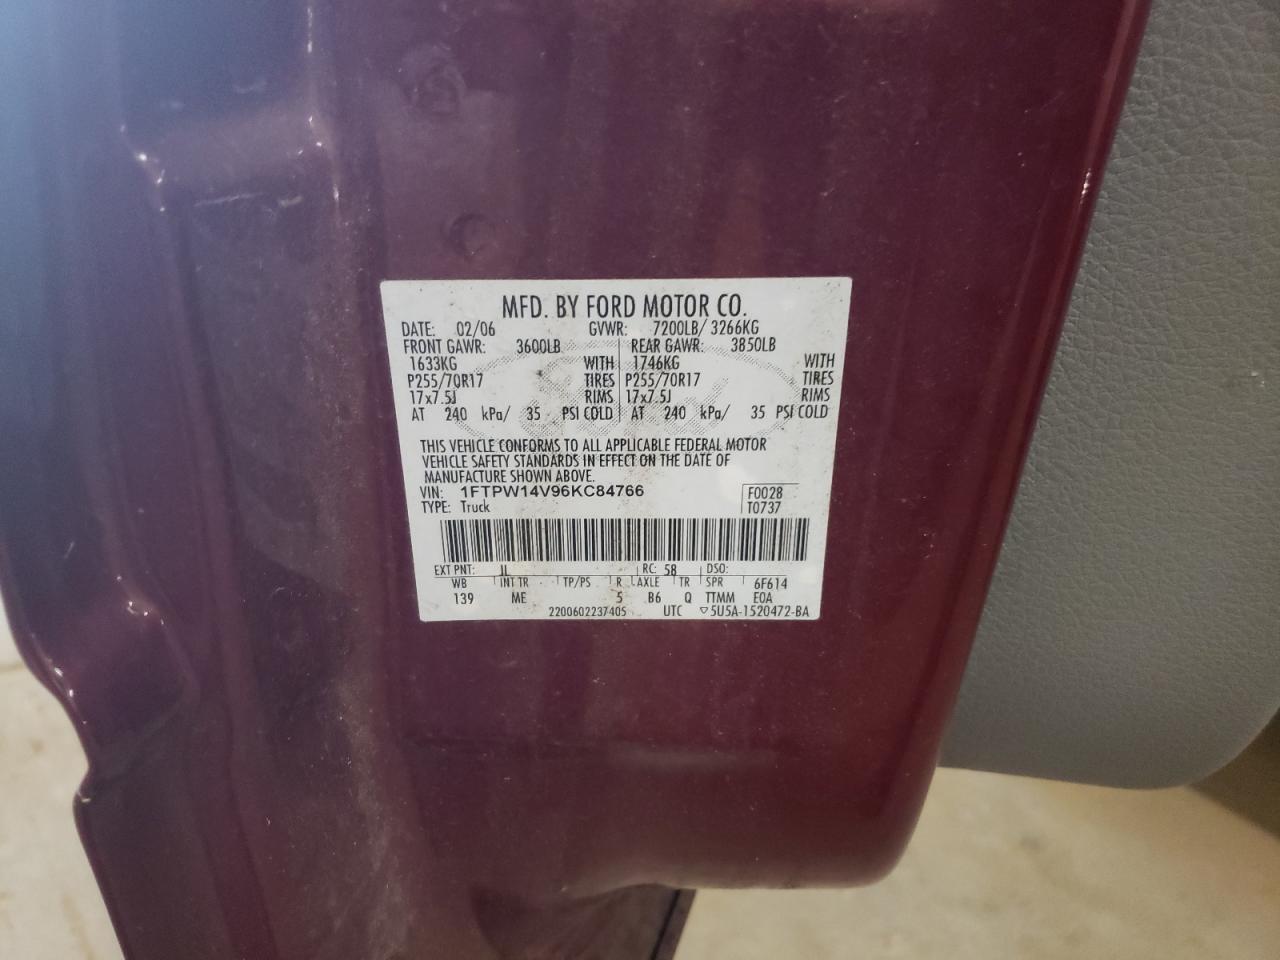 MFD. BY FORD MOTOR CO.
DATE: 02/06 GVWR: 7200LB/ 3266KG
FRONT GAWR: 3600LB REAR GAWR: 3850LB
1633KG WITH 1746KG WITH
P255/70R17 TIRES P255/70R17 TIRES
17x7.5J RIMS 17x7.5J RIMS
AT 240 kPa/ 35 PSI COLD AT 240 kPa/ 35 PSI COLD
THIS VEHICLE CONFORMS TO ALL APPLICABLE FEDERAL MOTOR
VEHICLE SAFETY STANDARDS IN EFFECT ON THE DATE OF
MANUFACTURE SHOWN ABOVE.
VIN: 1FTPW14V96KC84766 F0028
TYPE: Truck T0737
EXT PNT: JL RC: 58 DSO:
WB INT TR TP/PS R AXLE TR SPR 6F614
139 ME 5 B6 Q TTMM E0A
2200602237405 UTC ▽5U5A-1520472-BA